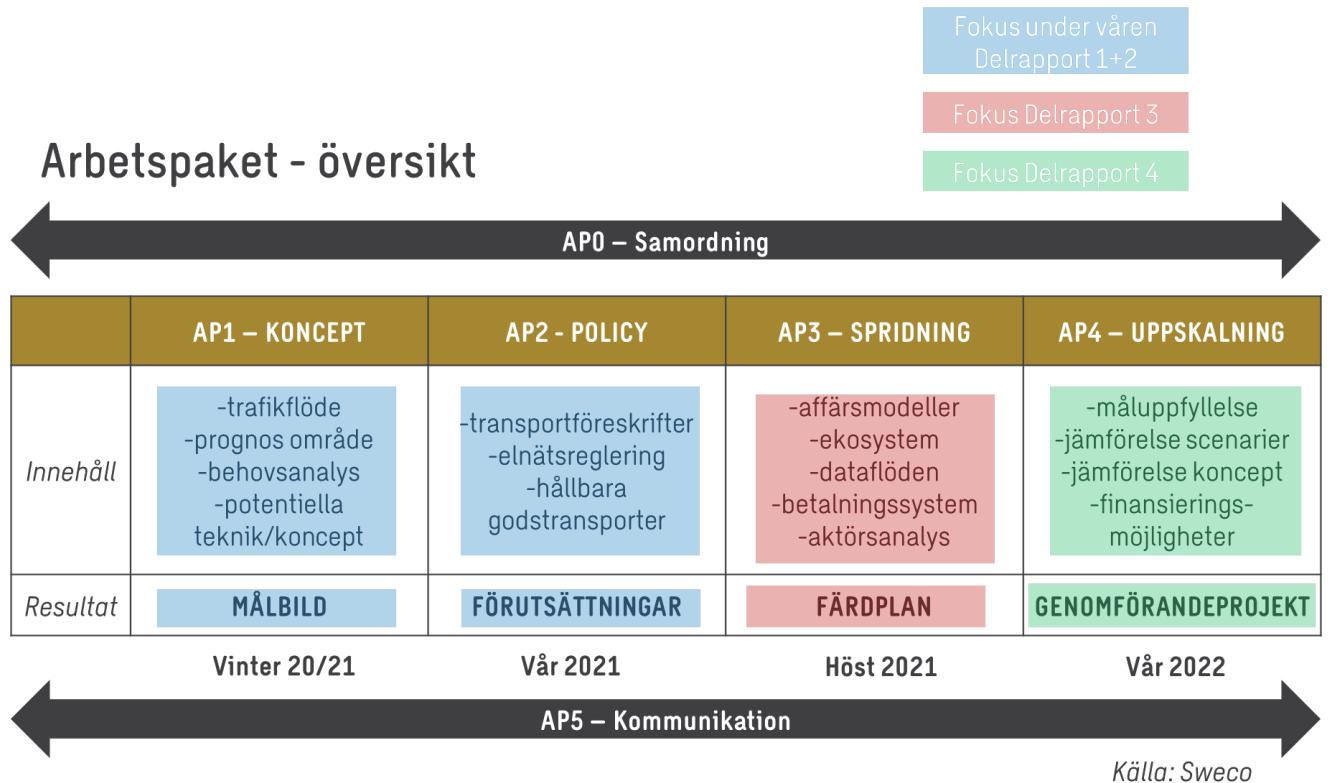 Fokus under våren
Delrapport 1+2
Fokus Delrapport 3
Fokus Delrapport 4
Arbetspaket - översikt
AP0 – Samordning
AP1 – KONCEPT
AP2 - POLICY
AP3 – SPRIDNING
AP4 – UPPSKALNING
Innehåll
-trafikflöde
-prognos område
-behovsanalys
-potentiella
teknik/koncept
-transportföreskrifter
-elnätsreglering
-hållbara
godstransporter
-affärsmodeller
-ekosystem
-dataflöden
-betalningssystem
-aktörsanalys
-måluppfyllelse
-jämförelse scenarier
-jämförelse koncept
-finansierings-
möjligheter
Resultat
MÅLBILD
FÖRUTSÄTTNINGAR
FÄRDPLAN
GENOMFÖRANDEPROJEKT
Vinter 20/21
Vår 2021
Höst 2021
Vår 2022
AP5 – Kommunikation
Källa: Sweco